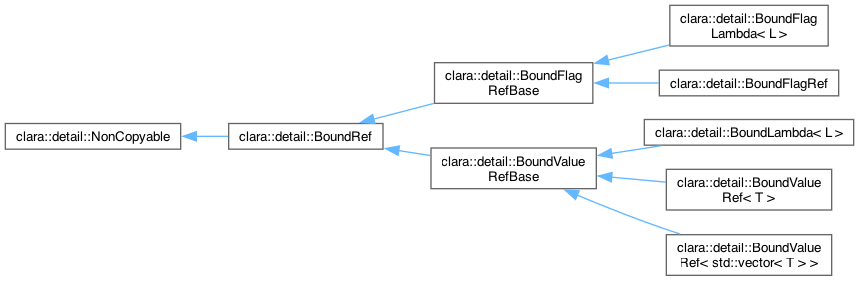 clara::detail::NonCopyable
clara::detail::BoundRef
clara::detail::BoundFlag
RefBase
clara::detail::BoundValue
RefBase
clara::detail::BoundFlag
Lambda< L >
clara::detail::BoundFlagRef
clara::detail::BoundLambda< L >
clara::detail::BoundValue
Ref< T >
clara::detail::BoundValue
Ref< std::vector< T > >